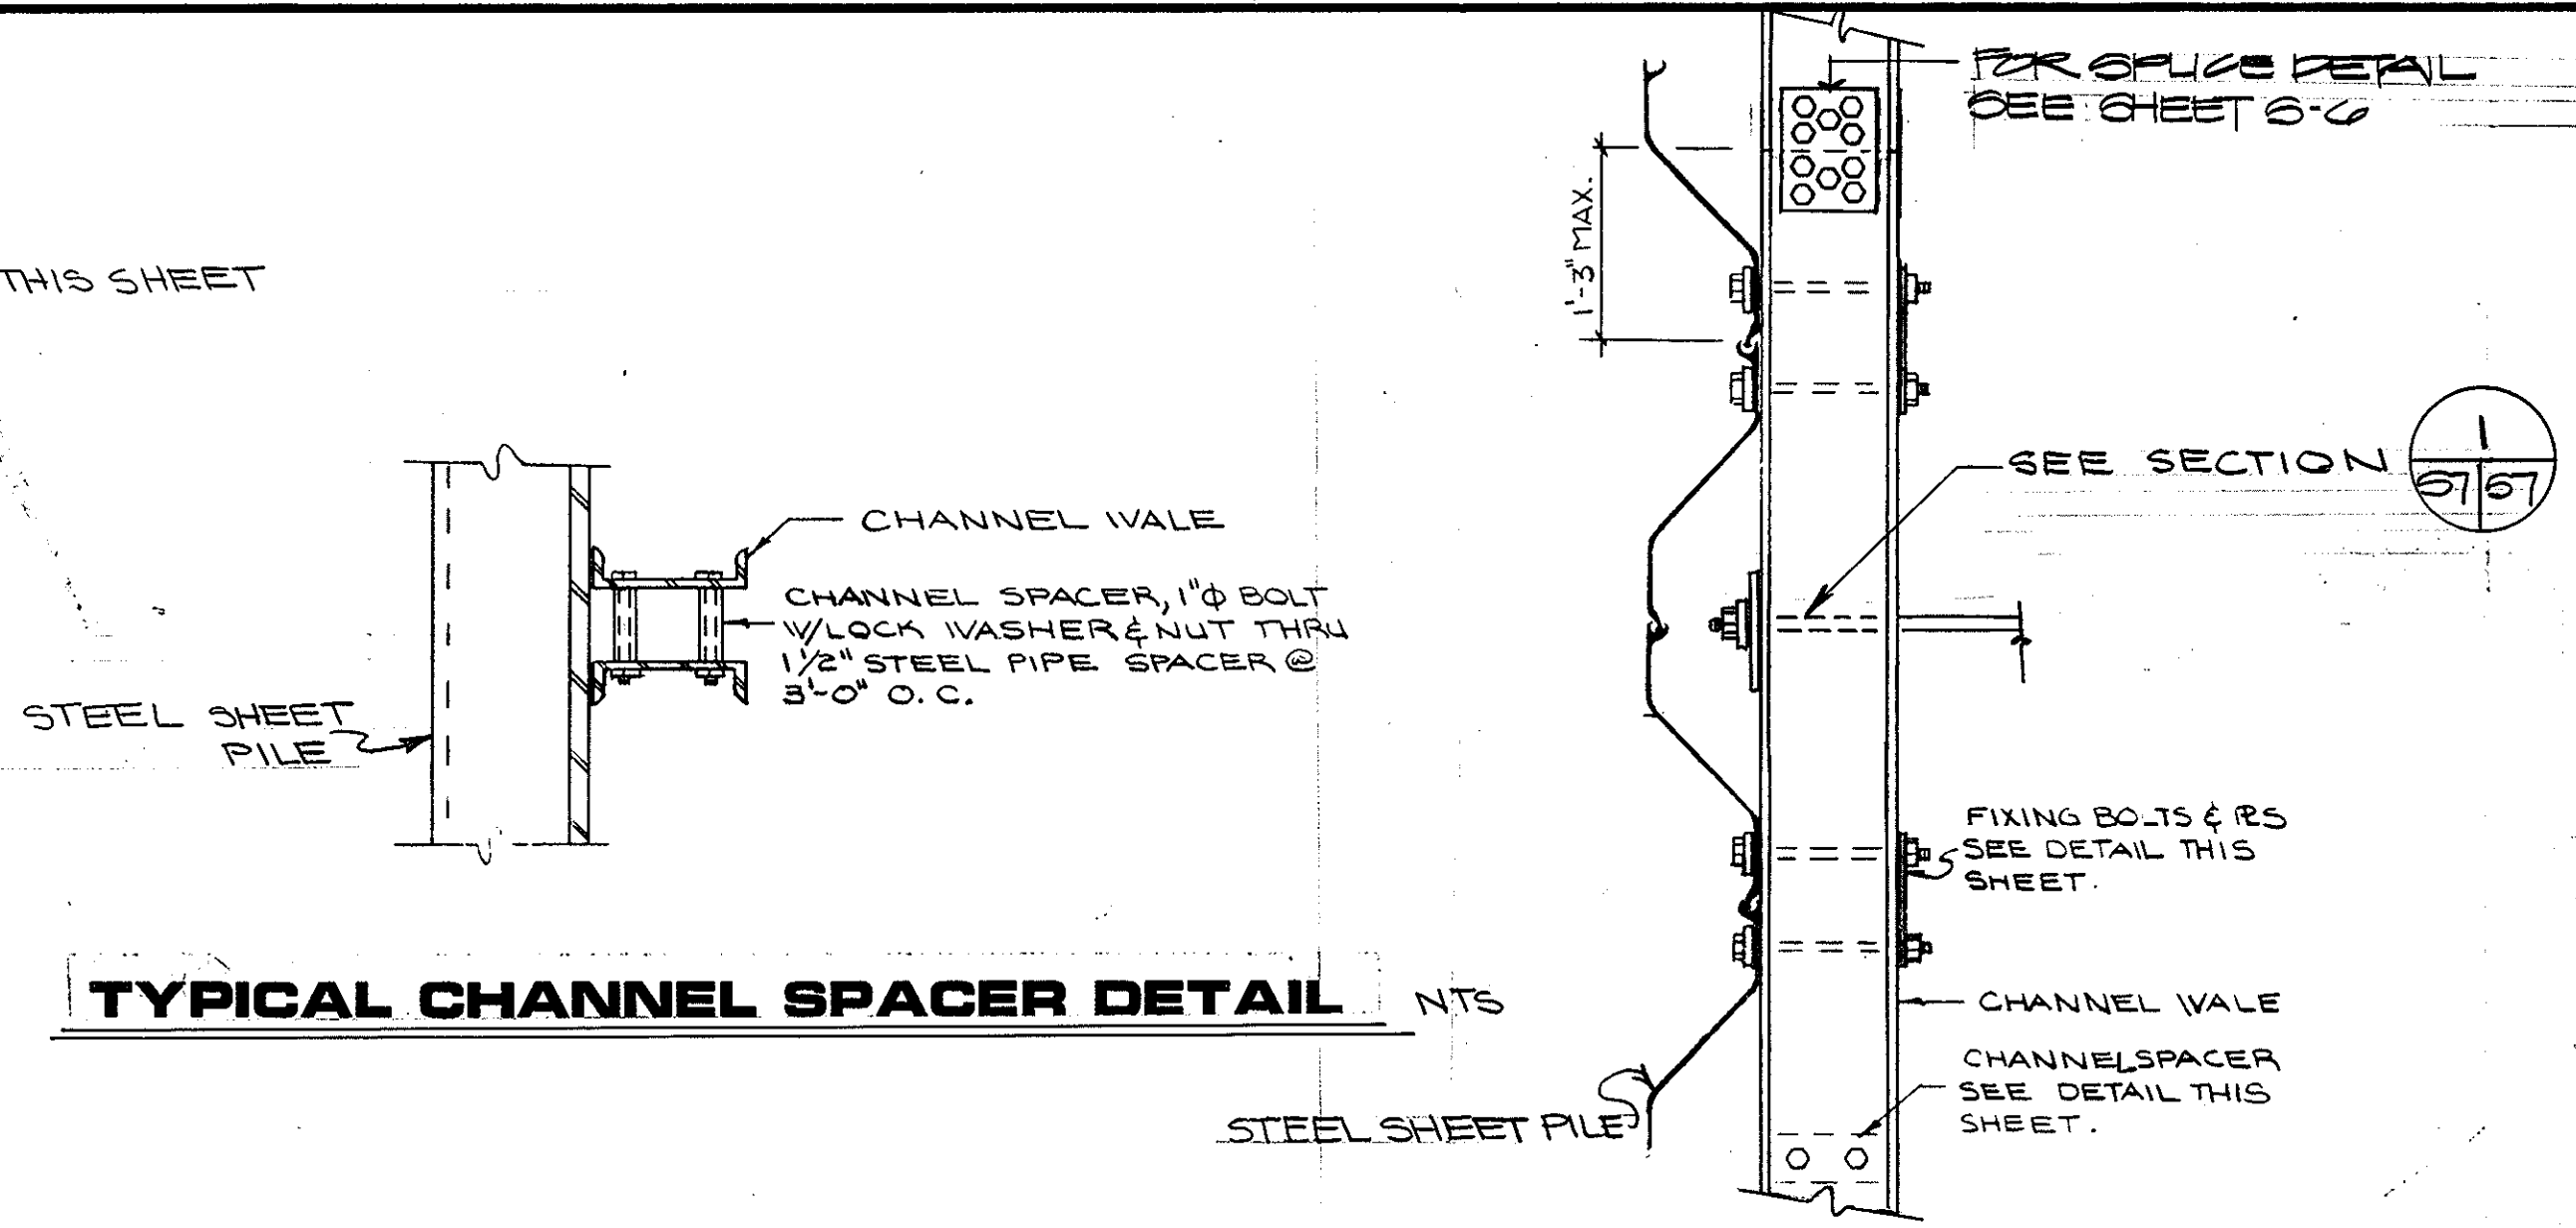 THIS SHEET
CHANNEL WALE
CHANNEL SPACER, 1"φ BOLT
W/LOCK WASHER & NUT THRU
1 1/2" STEEL PIPE SPACER @
3'-0" O.C.
STEEL SHEET
PILE
TYPICAL CHANNEL SPACER DETAIL NTS
FOR SPLICE DETAIL
SEE SHEET S-6
1'-3" MAX.
SEE SECTION
1
S7 S7
FIXING BOLTS & PLS
SEE DETAIL THIS
SHEET.
CHANNEL WALE
CHANNEL SPACER
SEE DETAIL THIS
SHEET.
STEEL SHEET PILE